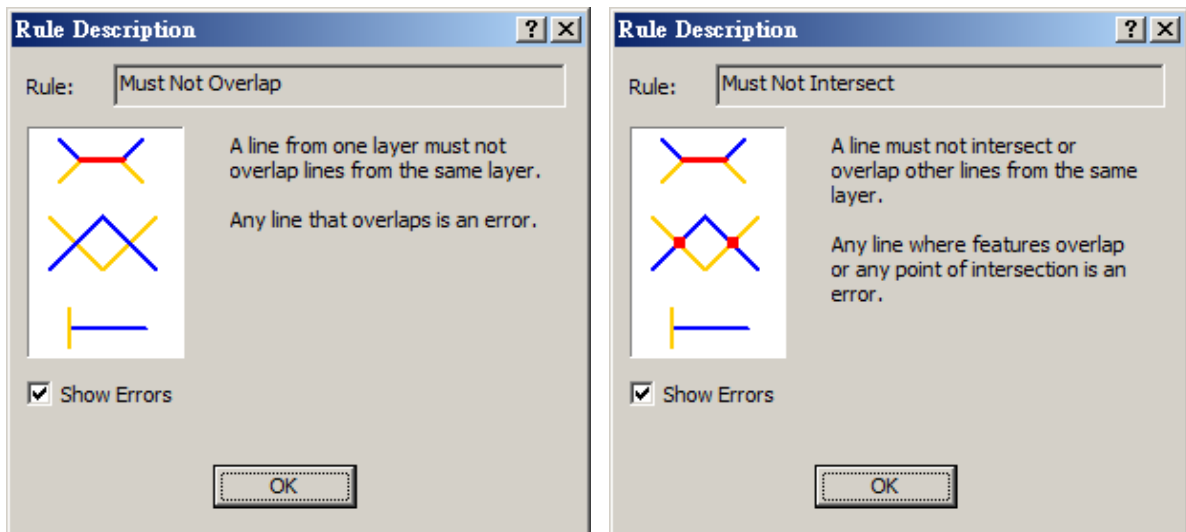 Rule Description
Rule: Must Not Overlap
A line from one layer must not
overlap lines from the same layer.
Any line that overlaps is an error.
Show Errors
OK
Rule Description
Rule: Must Not Intersect
A line must not intersect or
overlap other lines from the same
layer.
Any line where features overlap
or any point of intersection is an
error.
Show Errors
OK